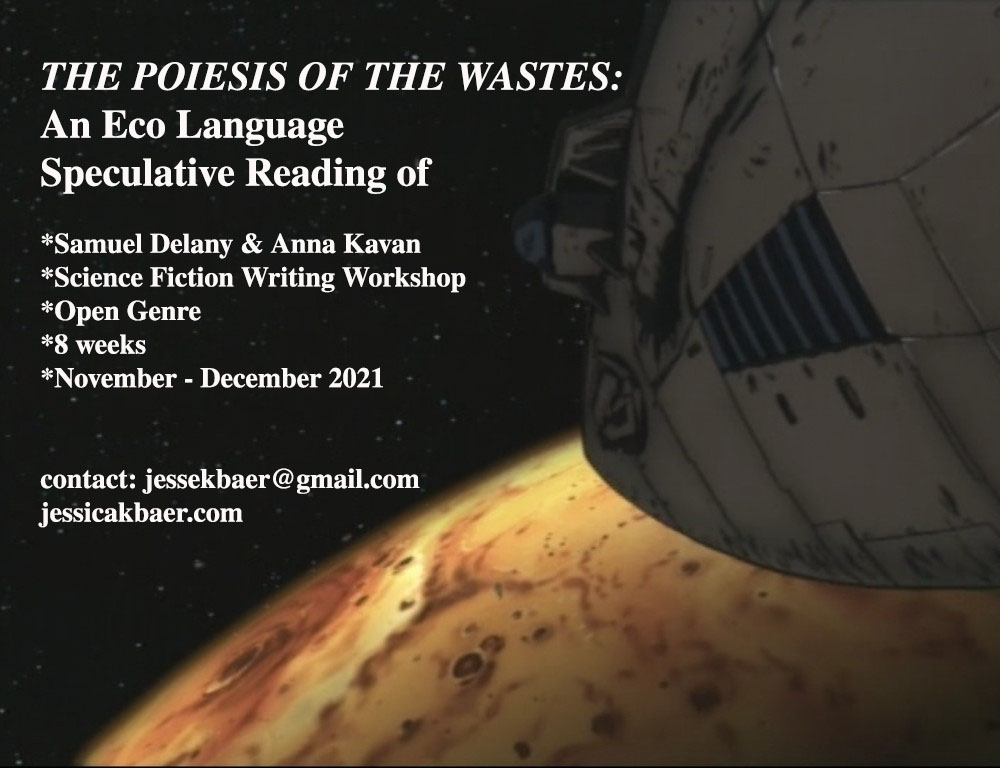 THE POIESIS OF THE WASTES:
An Eco Language
Speculative Reading of
*Samuel Delany & Anna Kavan
*Science Fiction Writing Workshop
*Open Genre
*8 weeks
*November - December 2021
contact: jessekbaer@gmail.com
jessicakbaer.com